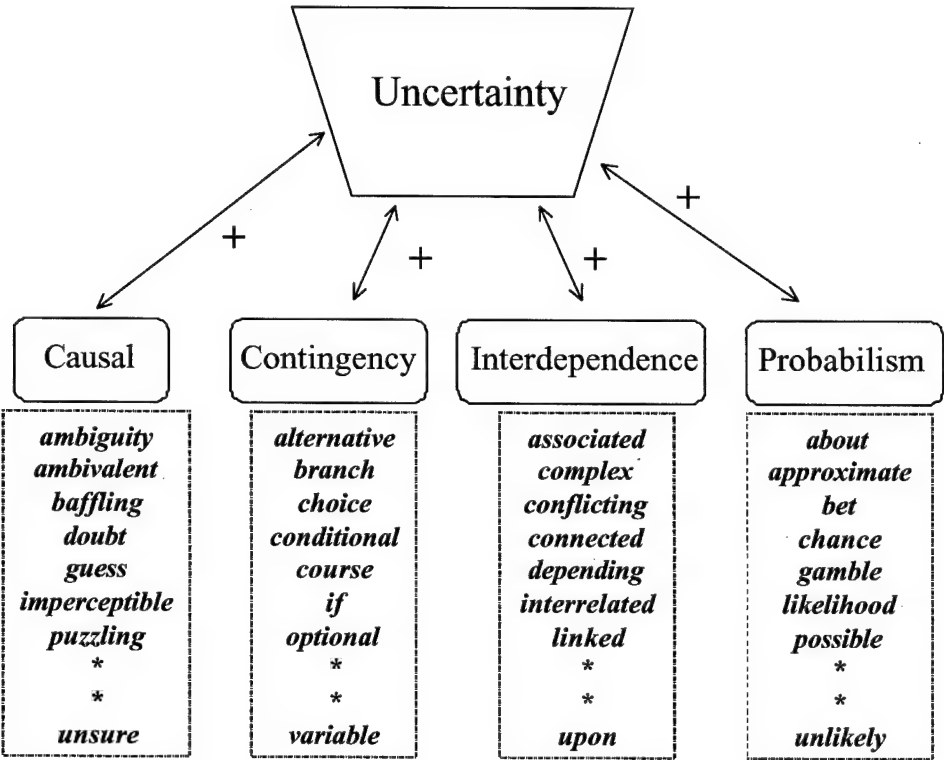 Uncertainty
+
+
+
+
Causal
ambiguity
ambivalent
baffling
doubt
guess
imperceptible
puzzling
*
*
unsure
Contingency
alternative
branch
choice
conditional
course
if
optional
*
*
variable
Interdependence
associated
complex
conflicting
connected
depending
interrelated
linked
*
*
upon
Probabilism
about
approximate
bet
chance
gamble
likelihood
possible
*
*
unlikely